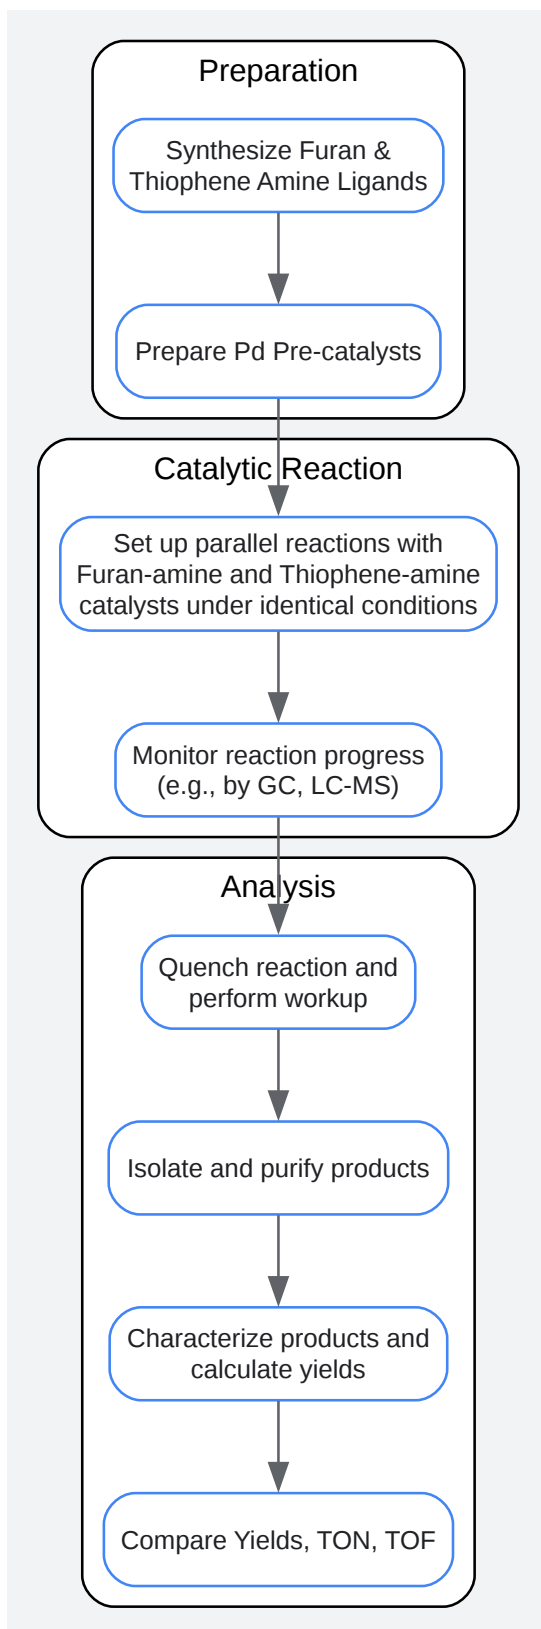 Preparation
Synthesize Furan &
Thiophene Amine Ligands
Prepare Pd Pre-catalysts
Catalytic Reaction
Set up parallel reactions with
Furan-amine and Thiophene-amine
catalysts under identical conditions
Monitor reaction progress
(e.g., by GC, LC-MS)
Analysis
Quench reaction and
perform workup
Isolate and purify products
Characterize products and
calculate yields
Compare Yields, TON, TOF